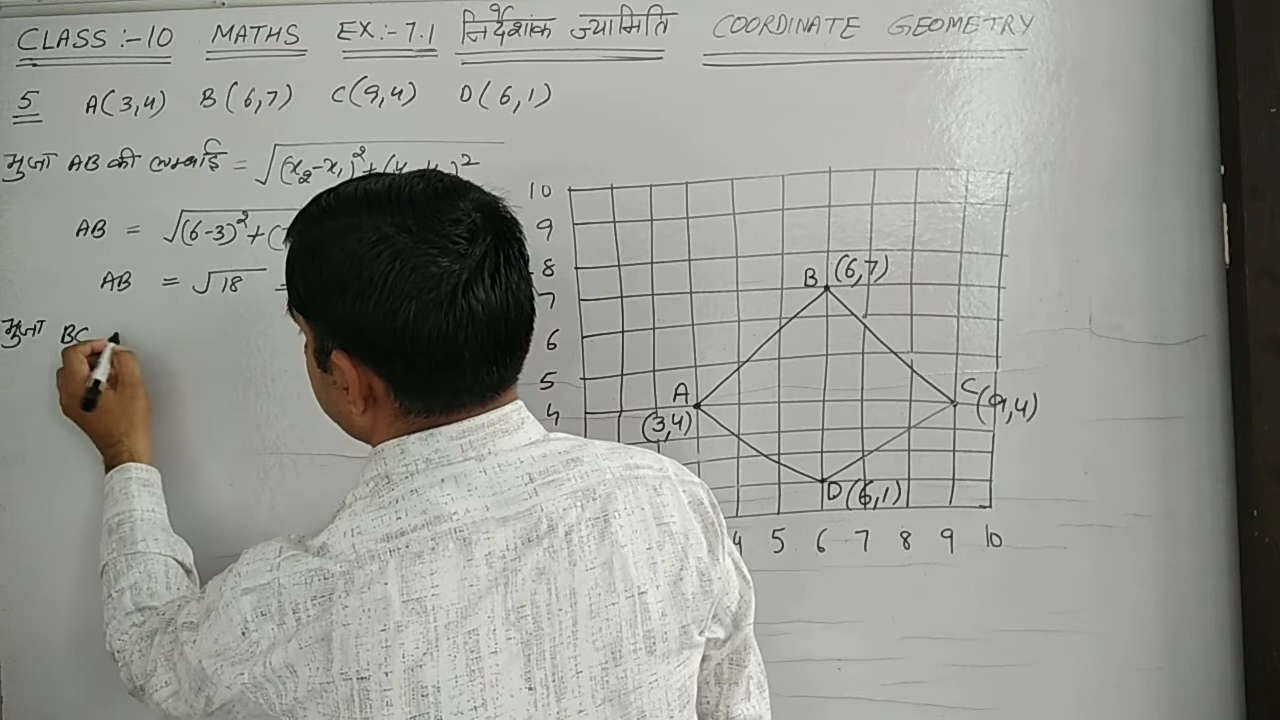 CLASS :- 10 MATHS EX :- 7.1 निर्देशांक ज्यामिति COORDINATE GEOMETRY
5 A(3,4) B(6,7) C(9,4) D(6,1)
भुजा AB की लम्बाई = √(x₂-x₁)²+(y
)²
AB = √(6-3)²+(
AB = √18 =
भुजा BC
10
9
8
7
6
5
4
B (6,7)
A
(3,4)
C (9,4)
D (6,1)
4 5 6 7 8 9 10